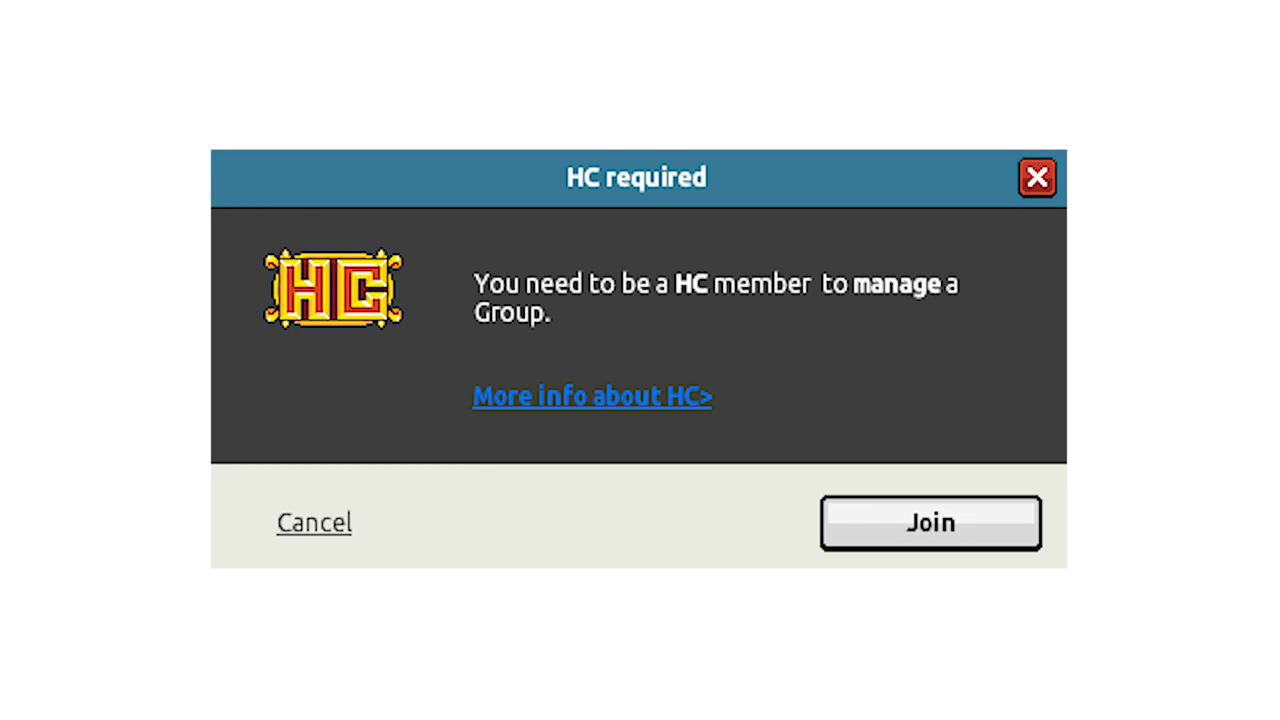 HC required
HC
You need to be a HC member to manage a
Group.
More info about HC>
Cancel
Join